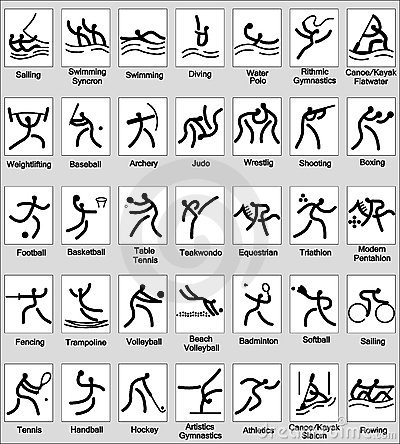 Sailing
Swimming
Syncron
Swimming
Diving
Water
Polo
Rithmic
Gymnastics
Canoe/Kayak
Flatwater
Weightlifting
Baseball
Archery
Judo
Wrestlig
Shooting
Boxing
Football
Basketball
Table
Tennis
Taekwondo
Equestrian
Triathlon
Modern
Pentahlon
Fencing
Trampoline
Volleyball
Beach
Volleyball
Badminton
Softball
Sailing
Tennis
Handball
Hockey
Artistics
Gymnastics
Athletics
Canoe/Kayak
Slalom
Rowing